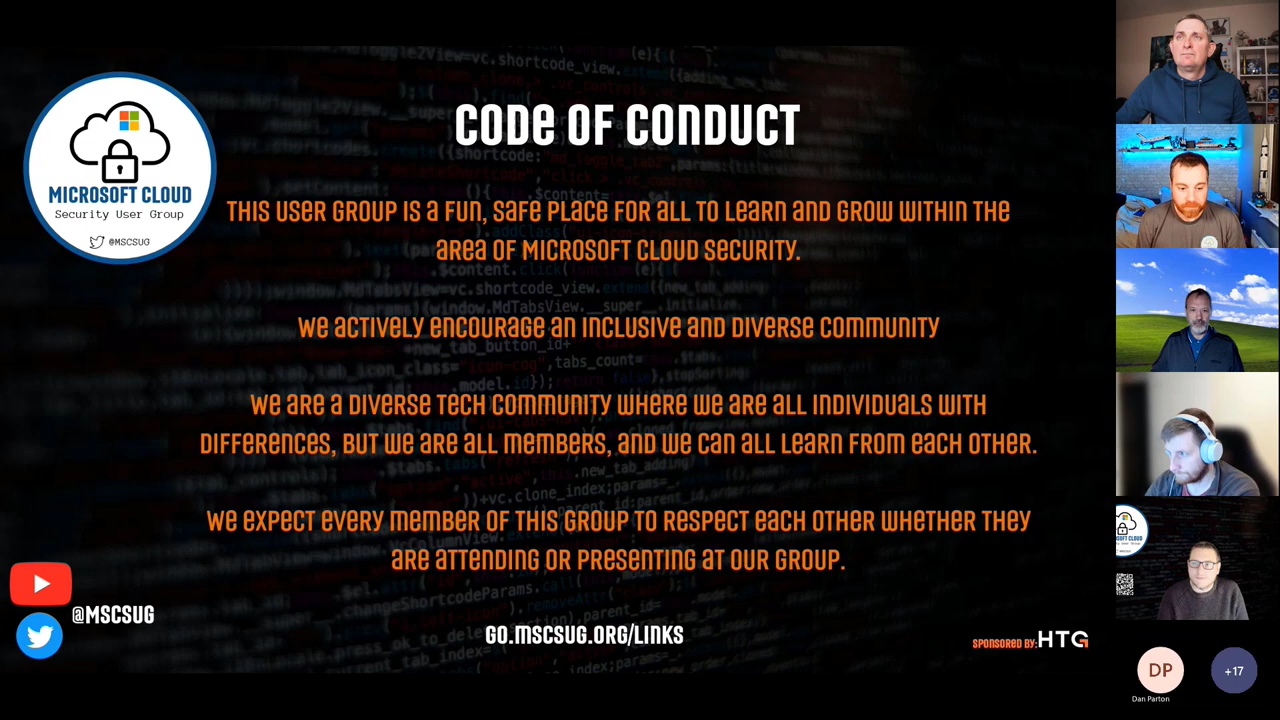 CODE OF CONDUCT
MICROSOFT CLOUD
Security User Group
@MSCSUG
THIS USER GROUP IS A FUN, SAFE PLACE FOR ALL TO LEARN AND GROW WITHIN THE
AREA OF MICROSOFT CLOUD SECURITY.
WE ACTIVELY ENCOURAGE AN INCLUSIVE AND DIVERSE COMMUNITY
WE ARE A DIVERSE TECH COMMUNITY WHERE WE ARE ALL INDIVIDUALS WITH
DIFFERENCES, BUT WE ARE ALL MEMBERS, AND WE CAN ALL LEARN FROM EACH OTHER.
WE EXPECT EVERY MEMBER OF THIS GROUP TO RESPECT EACH OTHER WHETHER THEY
ARE ATTENDING OR PRESENTING AT OUR GROUP.
@MSCSUG
GO.MSCSUG.ORG/LINKS
SPONSORED BY: HTG
DP
+17
Dan Parton